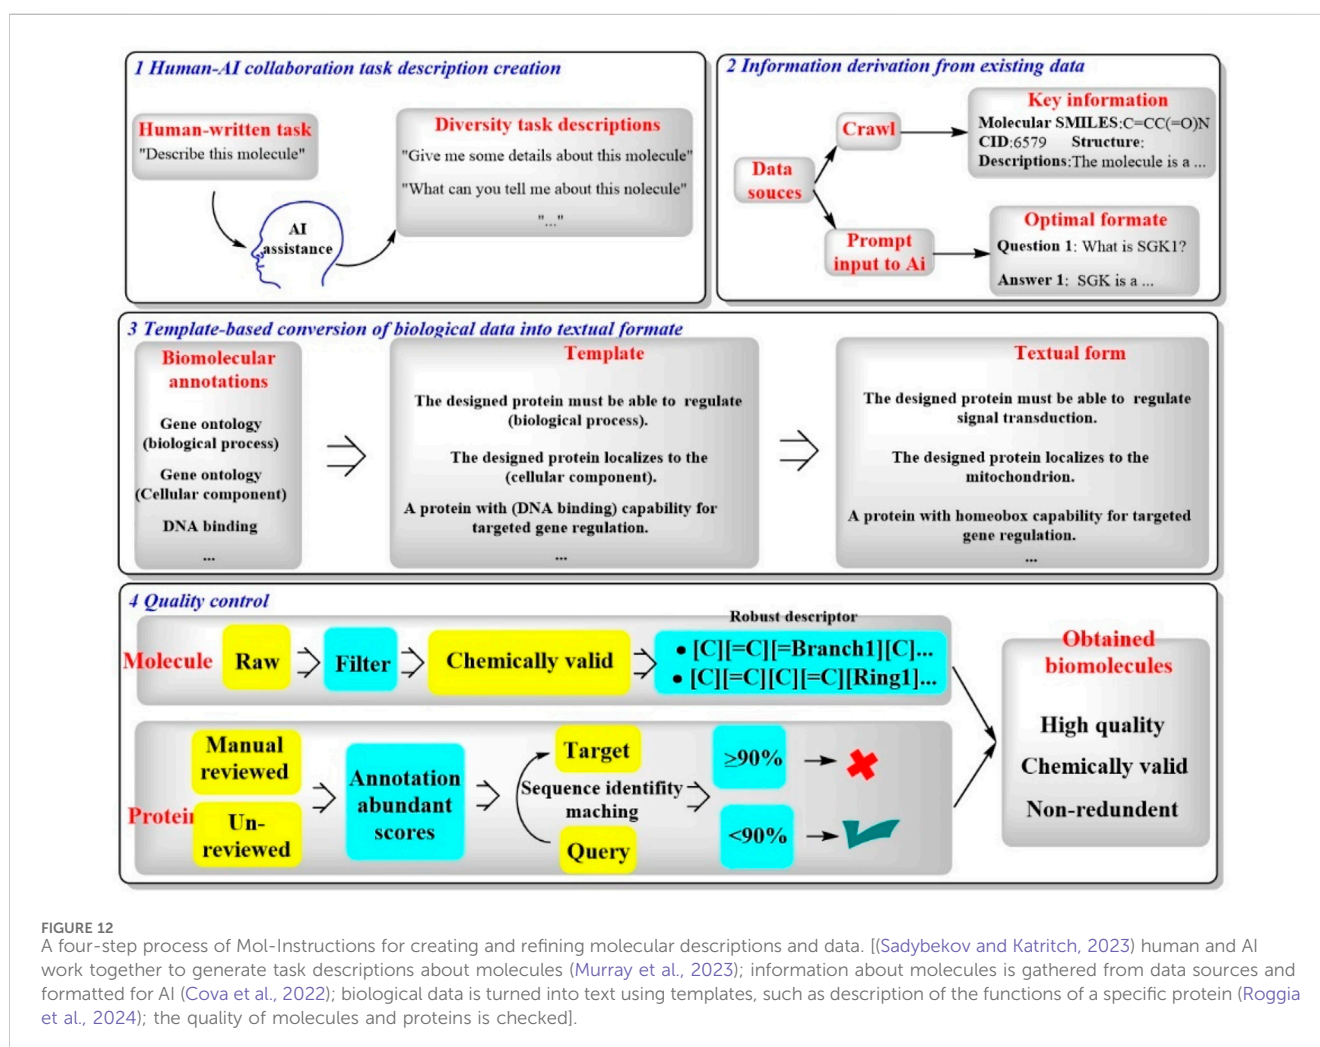 1 Human-AI collaboration task description creation
Human-written task
"Describe this molecule"
AI
assistance
Diversity task descriptions
"Give me some details about this molecule"
"What can you tell me about this nolecule"
"..."
2 Information derivation from existing data
Data
souces
Crawl
Key information
Molecular SMILES:C=CC(=O)N
CID:6579 Structure:
Descriptions:The molecule is a ...
Prompt
input to Ai
Optimal formate
Question 1: What is SGK1?
Answer 1: SGK is a ...
3 Template-based conversion of biological data into textual formate
Biomolecular
annotations
Gene ontology
(biological process)
Gene ontology
(Cellular component)
DNA binding
...
Template
The designed protein must be able to regulate
(biological process).
The designed protein localizes to the
(cellular component).
A protein with (DNA binding) capability for
targeted gene regulation.
...
Textual form
The designed protein must be able to regulate
signal transduction.
The designed protein localizes to the
mitochondrion.
A protein with homeobox capability for targeted
gene regulation.
...
4 Quality control
Molecule
Raw
Filter
Chemically valid
Robust descriptor
• [C][=C][=Branch1][C]...
• [C][=C][C][=C][Ring1]...
Protein
Manual
reviewed
Un-
reviewed
Annotation
abundant
scores
Target
Sequence identifity
maching
Query
≥90%
<90%
Obtained
biomolecules
High quality
Chemically valid
Non-redundent
FIGURE 12
A four-step process of Mol-Instructions for creating and refining molecular descriptions and data. [(Sadybekov and Katritch, 2023) human and AI
work together to generate task descriptions about molecules (Murray et al., 2023); information about molecules is gathered from data sources and
formatted for AI (Cova et al., 2022); biological data is turned into text using templates, such as description of the functions of a specific protein (Roggia
et al., 2024); the quality of molecules and proteins is checked].